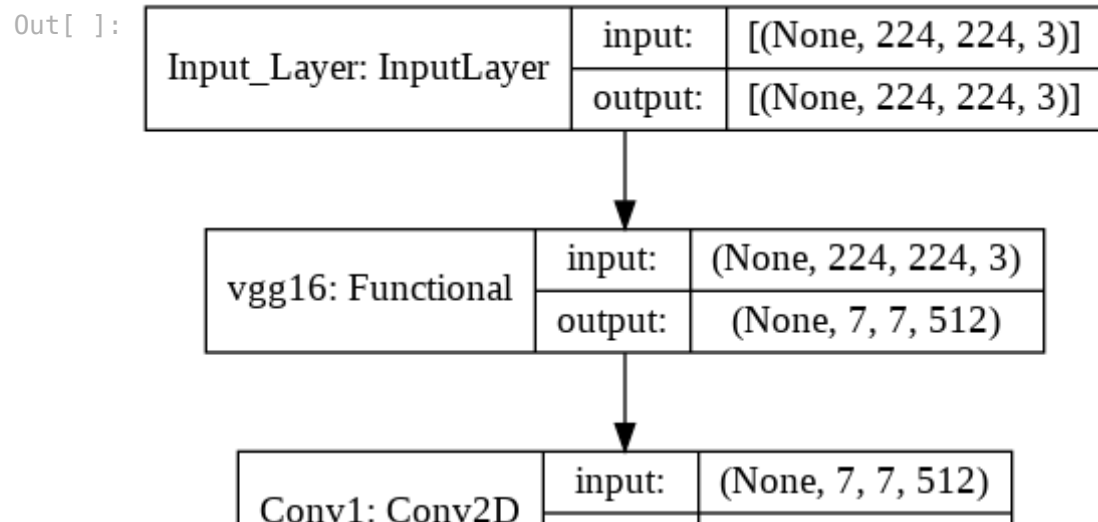 Out[ ]:
Input_Layer: InputLayer
input:
[(None, 224, 224, 3)]
output:
[(None, 224, 224, 3)]
vgg16: Functional
input:
(None, 224, 224, 3)
output:
(None, 7, 7, 512)
Conv1: Conv2D
input:
(None, 7, 7, 512)